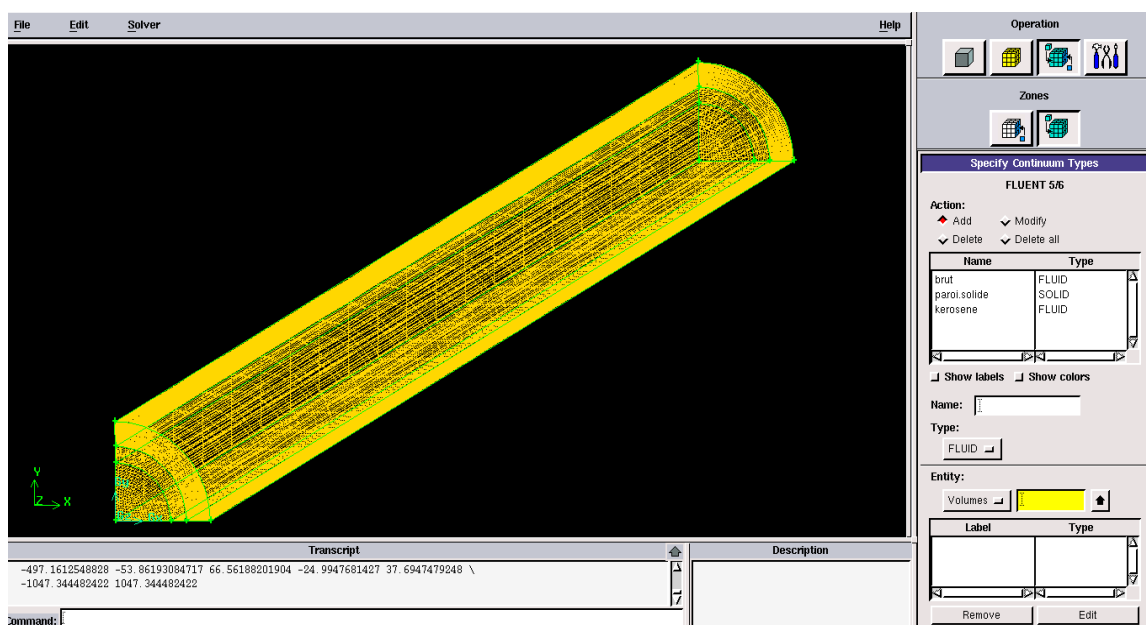 File Edit Solver Help
Operation
Zones
Specify Continuum Types
FLUENT 5/6
Action:
Add Modify
Delete Delete all
Name Type
brut FLUID
paroi.solide SOLID
kerosene FLUID
Show labels Show colors
Name:
Type:
FLUID
Entity:
Volumes
Label Type
Remove Edit
Y
Z X
Transcript Description
-497.1612548828 -53.86193084717 66.56188201904 -24.9947681427 37.6947479248 \
-1047.344482422 1047.344482422
Command: